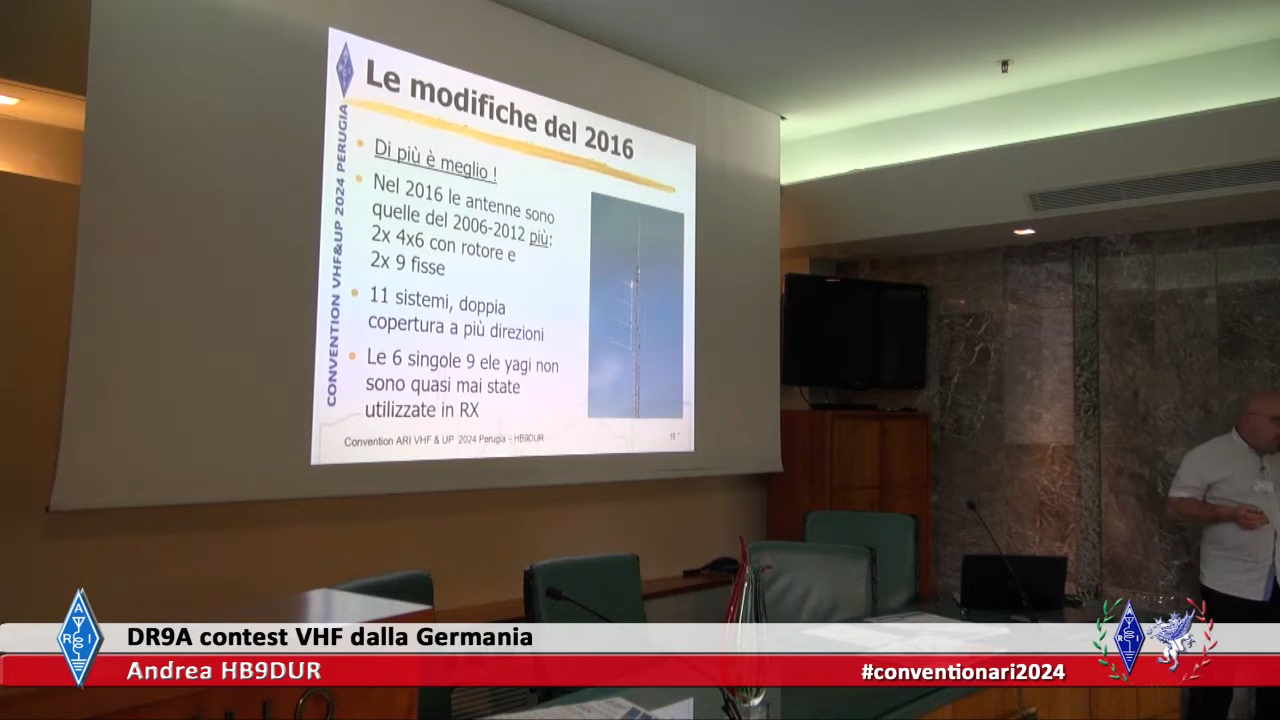 Le modifiche del 2016
CONVENTION VHF&UP 2024 PERUGIA
• Di più è meglio !
• Nel 2016 le antenne sono
quelle del 2006-2012 più:
2x 4x6 con rotore e
2x 9 fisse
• 11 sistemi, doppia
copertura a più direzioni
• Le 6 singole 9 ele yagi non
sono quasi mai state
utilizzate in RX
Convention ARI VHF & UP 2024 Perugia – HB9DUR
DR9A contest VHF dalla Germania
Andrea HB9DUR
#conventionari2024
A R I